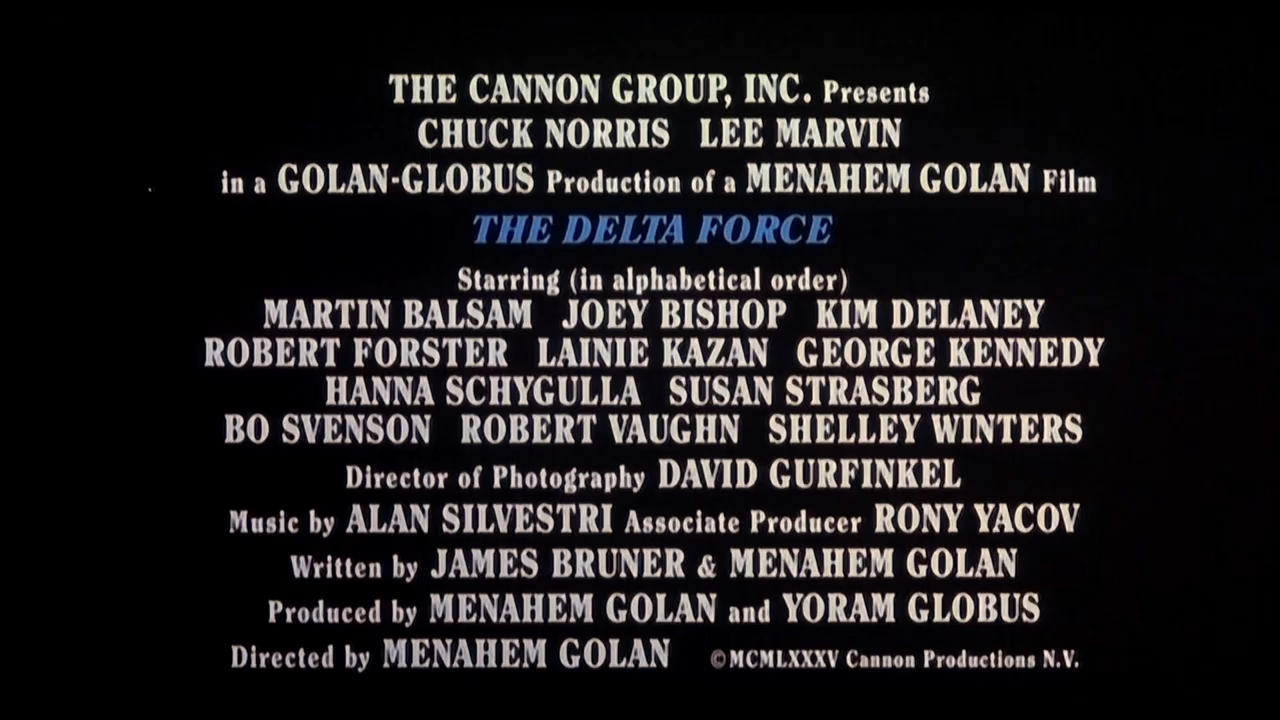 THE CANNON GROUP, INC. Presents
CHUCK NORRIS LEE MARVIN
in a GOLAN-GLOBUS Production of a MENAHEM GOLAN Film
THE DELTA FORCE
Starring (in alphabetical order)
MARTIN BALSAM JOEY BISHOP KIM DELANEY
ROBERT FORSTER LAINIE KAZAN GEORGE KENNEDY
HANNA SCHYGULLA SUSAN STRASBERG
BO SVENSON ROBERT VAUGHN SHELLEY WINTERS
Director of Photography DAVID GURFINKEL
Music by ALAN SILVESTRI Associate Producer RONY YACOV
Written by JAMES BRUNER & MENAHEM GOLAN
Produced by MENAHEM GOLAN and YORAM GLOBUS
Directed by MENAHEM GOLAN ©MCMLXXXV Cannon Productions N.V.